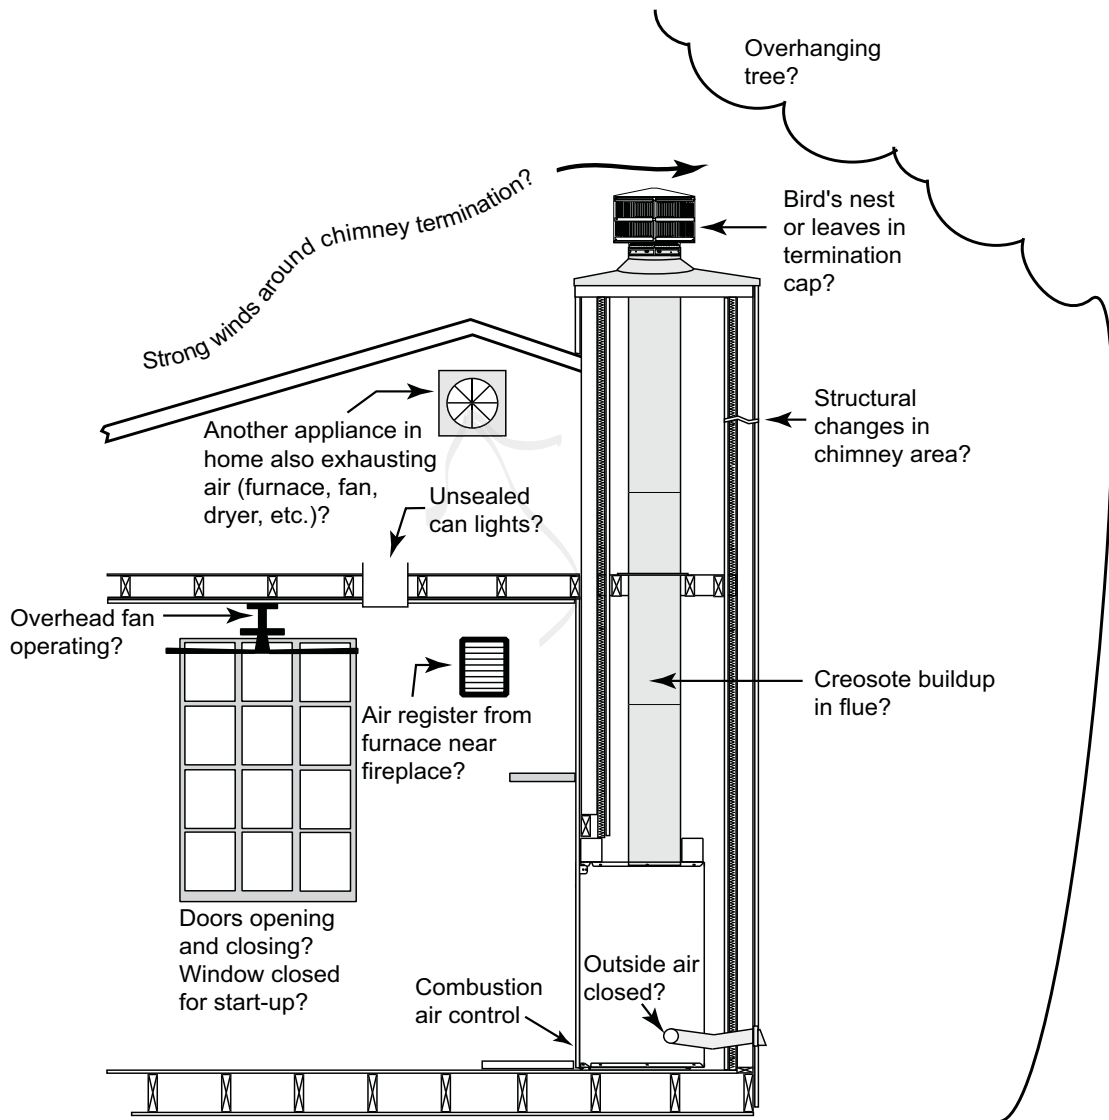 Overhanging
tree?
Strong winds around chimney termination?
Bird's nest
or leaves in
termination
cap?
Structural
changes in
chimney area?
Another appliance in
home also exhausting
air (furnace, fan,
dryer, etc.)?
Unsealed
can lights?
Overhead fan
operating?
Air register from
furnace near
fireplace?
Creosote buildup
in flue?
Doors opening
and closing?
Window closed
for start-up?
Combustion
air control
Outside air
closed?